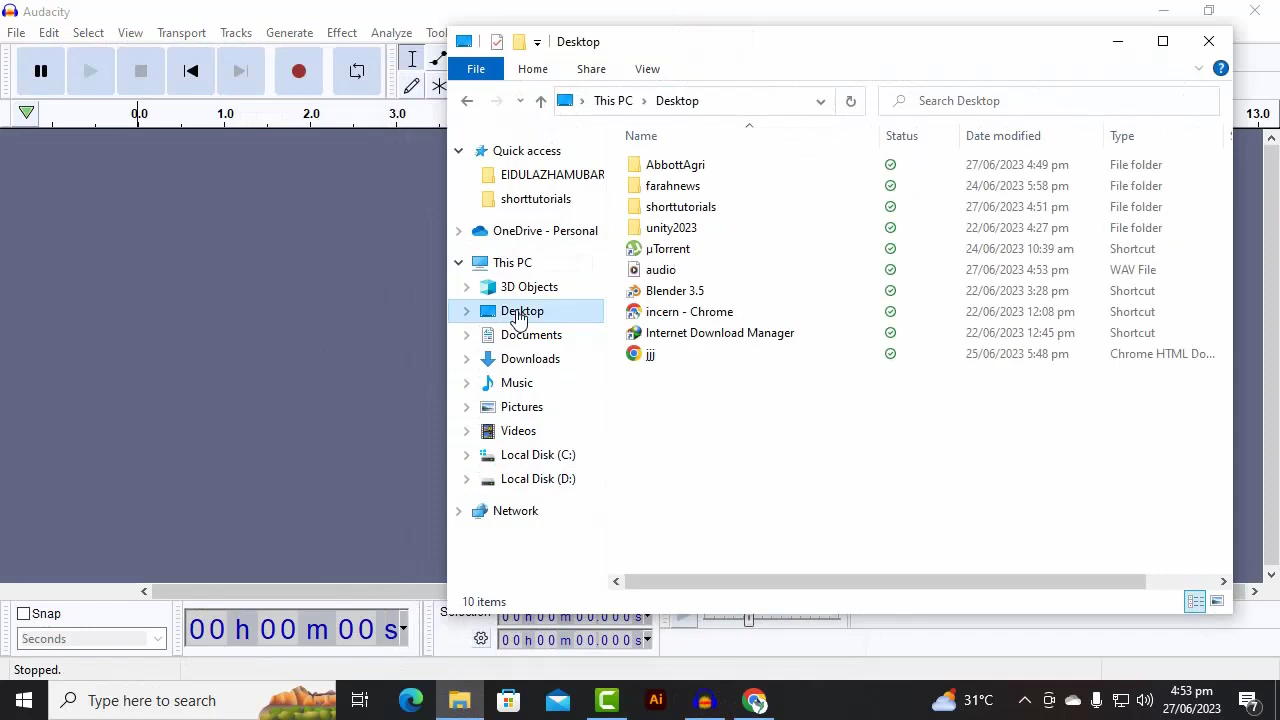 Audacity
File Edit Select View Transport Tracks Generate Effect Analyze
0.0 1.0 2.0 3.0 13.0
Desktop
File Home Share View
This PC Desktop
Search Desktop
Name Status Date modified Type
Quick access
EIDULAZHAMUBAR
shorttutorials
OneDrive - Personal
This PC
3D Objects
Desktop
Documents
Downloads
Music
Pictures
Videos
Local Disk (C:)
Local Disk (D:)
Network
AbbottAgri 27/06/2023 4:49 pm File folder
farahnews 24/06/2023 5:58 pm File folder
shorttutorials 27/06/2023 4:51 pm File folder
unity2023 22/06/2023 4:27 pm File folder
µTorrent 24/06/2023 10:39 am Shortcut
audio 27/06/2023 4:53 pm WAV File
Blender 3.5 22/06/2023 3:28 pm Shortcut
incern - Chrome 22/06/2023 12:08 pm Shortcut
Internet Download Manager 22/06/2023 12:45 pm Shortcut
jjj 25/06/2023 5:48 pm Chrome HTML Do...
10 items
Snap
Seconds
00 h 00 m 00 s
00 h 00 m 00.000 s
00 h 00 m 00.000 s
Stopped.
Type here to search
Ai
31°C
4:53 pm
27/06/2023
7